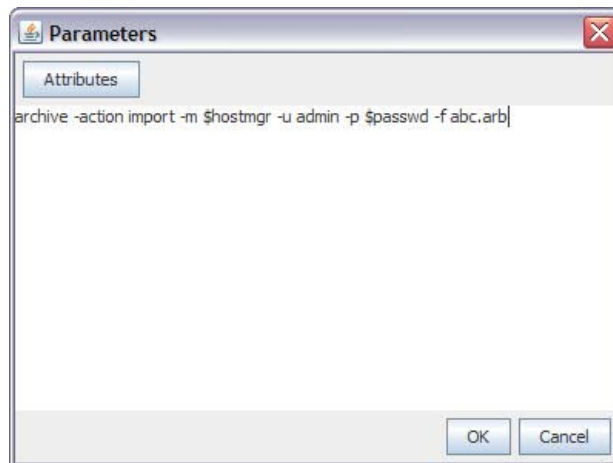 Parameters
Attributes
archive -action import -m $hostmgr -u admin -p $passwd -f abc.arb
OK
Cancel